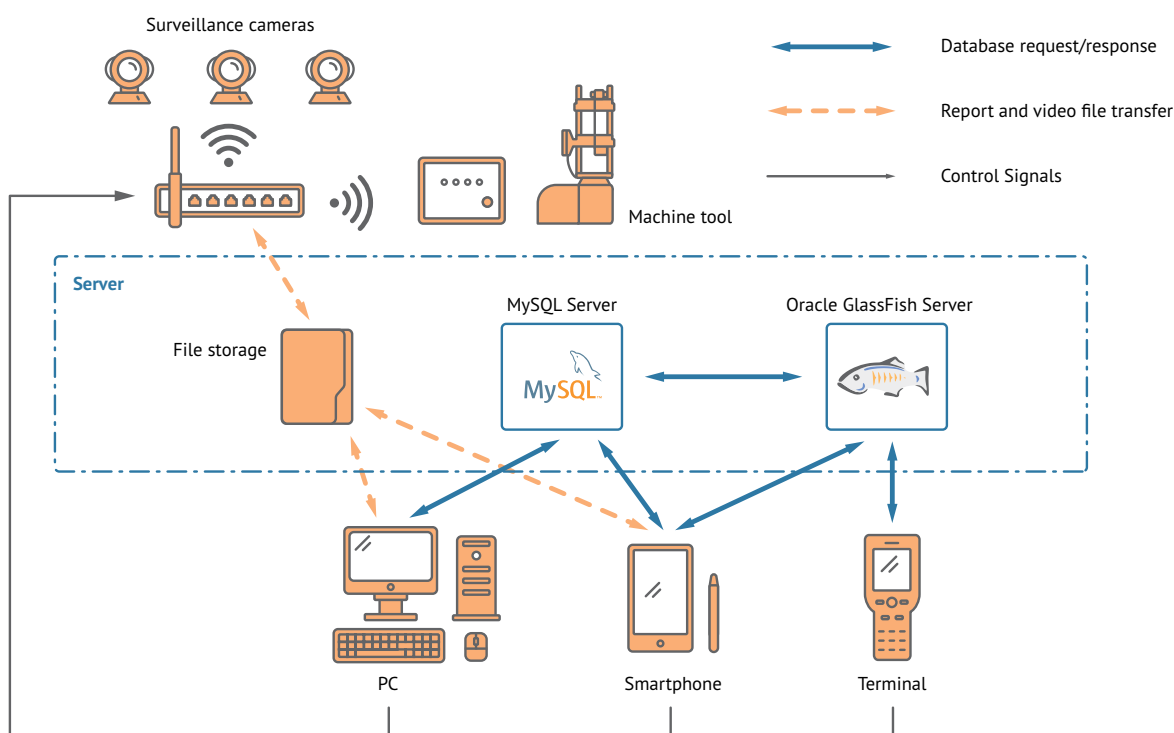 Surveillance cameras
Database request/response
Report and video file transfer
Control Signals
Machine tool
Server
MySQL Server
Oracle GlassFish Server
File storage
MySQL
PC
Smartphone
Terminal